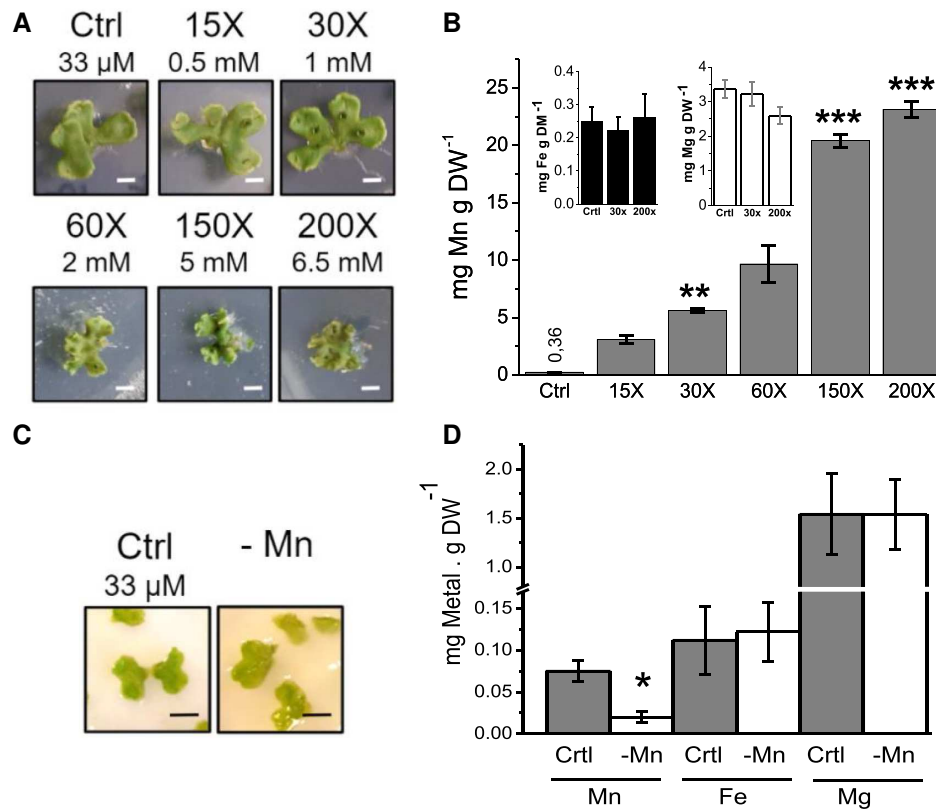 A
Ctrl 15X 30X
33 µM 0.5 mM 1 mM
60X 150X 200X
2 mM 5 mM 6.5 mM
B
mg Mn g DW-1
25
20
15
10
5
0
0,36
**
***
***
Ctrl 15X 30X 60X 150X 200X
mg Fe g DM -1
0.4
0.3
0.2
0.1
0.0
Crtl 30x 200x
mg Mg g DW -1
4
3
2
1
0
Crtl 30x 200x
C
Ctrl - Mn
33 µM
D
mg Metal . g DW -1
2.0
1.5
1.0
0.15
0.10
0.05
0.00
*
Crtl -Mn Crtl -Mn Crtl -Mn
Mn Fe Mg